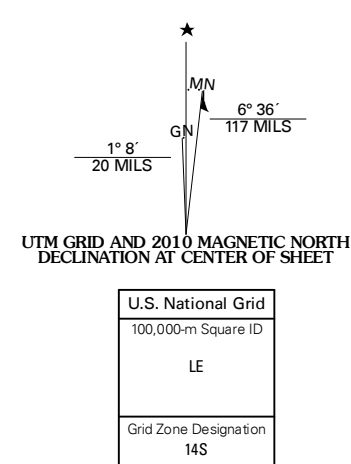 ★
MN
GN
6° 36´
117 MILS
1° 8´
20 MILS
UTM GRID AND 2010 MAGNETIC NORTH
DECLINATION AT CENTER OF SHEET
U.S. National Grid
100,000-m Square ID
LE
Grid Zone Designation
14S